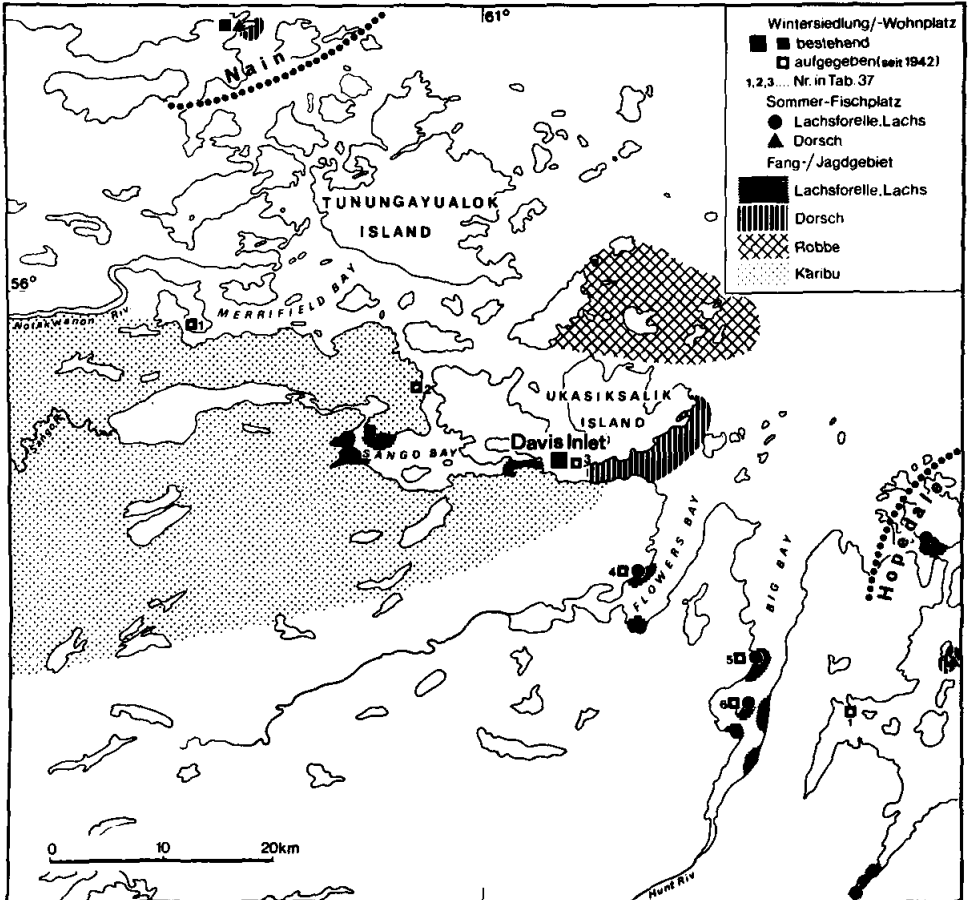 61°
Wintersiedlung/-Wohnplatz
bestehend
aufgegeben (seit 1942)
1,2,3.... Nr. in Tab. 37
Sommer-Fischplatz
Lachsforelle, Lachs
Dorsch
Fang-/Jagdgebiet
Lachsforelle, Lachs
Dorsch
Robbe
Karibu
Nain
TUNUNGAYUALOK
ISLAND
56°
MERRIFIELD BAY
Riv
1
2
UKASIKSALIK
ISLAND
Davis Inlet
3
SANGO BAY
Hopedal
4
FLOWERS BAY
BIG BAY
5
6
1
0 20km
Hunt Riv